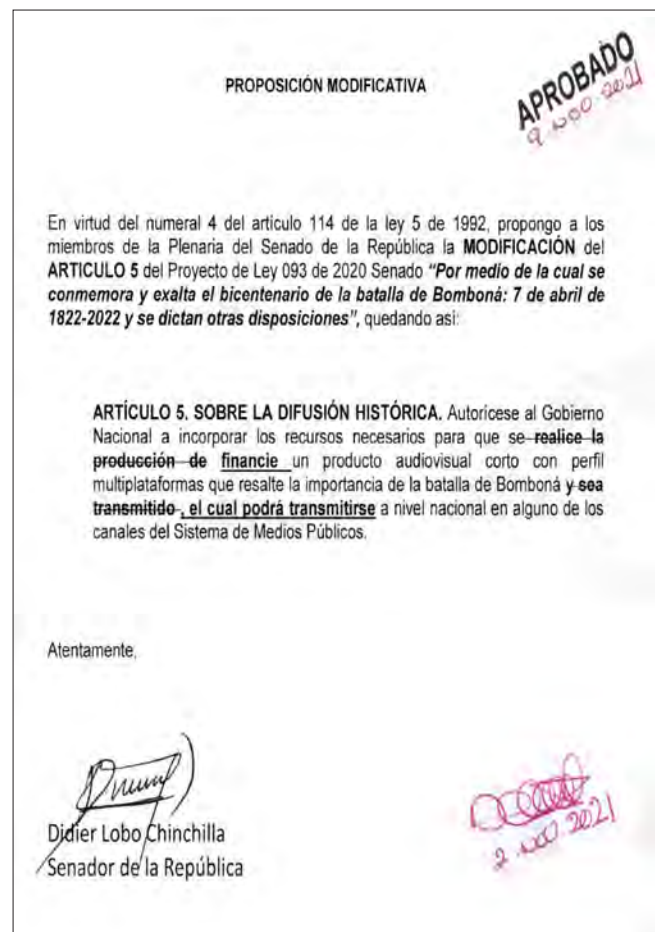 PROPOSICIÓN MODIFICATIVA
APROBADO
9 NOV. 2021
En virtud del numeral 4 del artículo 114 de la ley 5 de 1992, propongo a los
miembros de la Plenaria del Senado de la República la MODIFICACIÓN del
ARTICULO 5 del Proyecto de Ley 093 de 2020 Senado "Por medio de la cual se
conmemora y exalta el bicentenario de la batalla de Bomboná: 7 de abril de
1822-2022 y se dictan otras disposiciones", quedando así:
ARTÍCULO 5. SOBRE LA DIFUSIÓN HISTÓRICA. Autorícese al Gobierno
Nacional a incorporar los recursos necesarios para que se realice la
producción de financie un producto audiovisual corto con perfil
multiplataformas que resalte la importancia de la batalla de Bomboná y sea
transmitido , el cual podrá transmitirse a nivel nacional en alguno de los
canales del Sistema de Medios Públicos.
Atentamente,
Didier Lobo Chinchilla
Senador de la República
2. NOV 2021